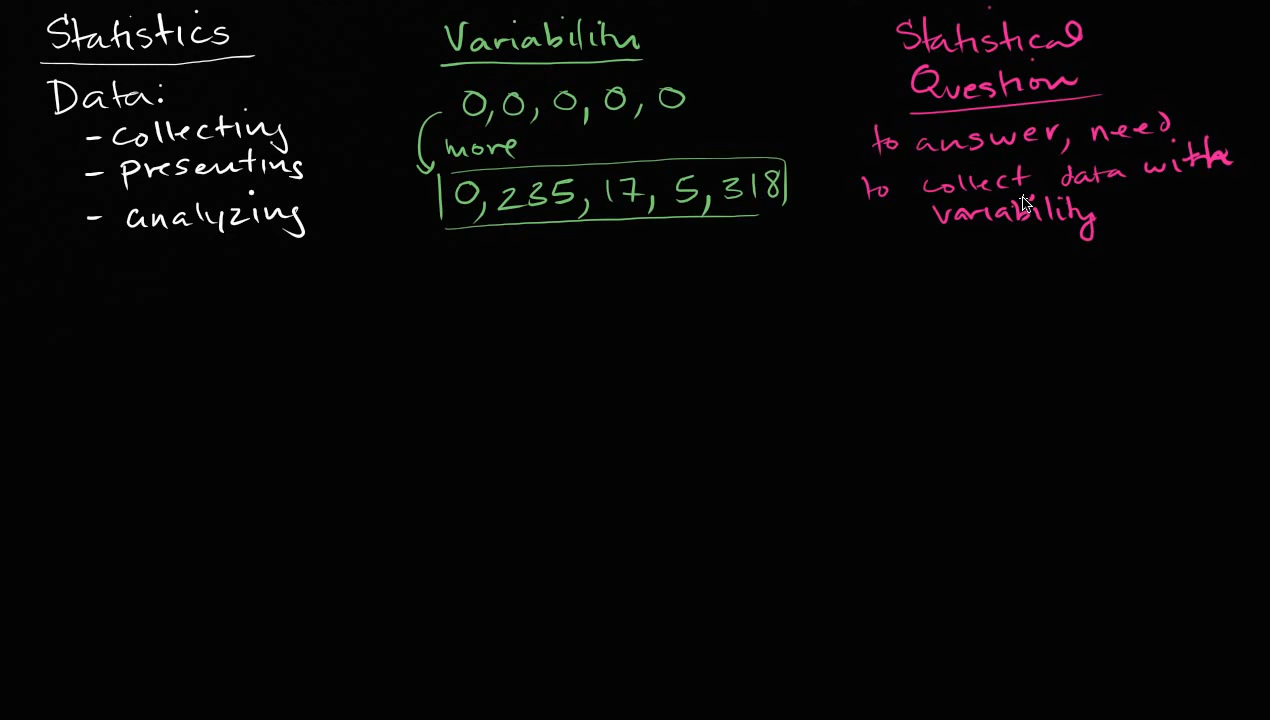 Statistics
Data:
- collecting
- presenting
- analyzing
Variability
0, 0, 0, 0, 0
more
0, 235, 17, 5, 318
Statistical
Question
to answer, need
to collect data with
variability